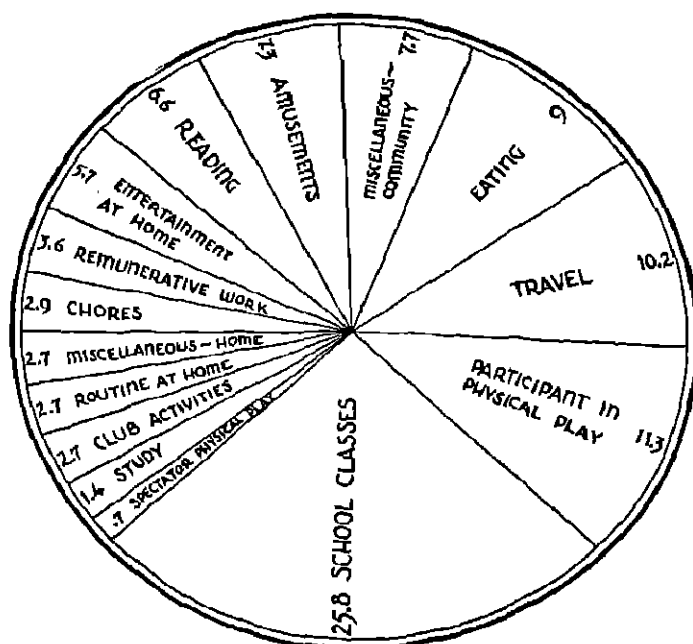 7.3 AMUSEMENTS
7.7
MISCELLANEOUS-
COMMUNITY
9
EATING
10.2
TRAVEL
PARTICIPANT IN
PHYSICAL PLAY
11.3
25.8 SCHOOL CLASSES
.7 SPECTATOR PHYSICAL PLAY
1.4 STUDY
2.7 CLUB ACTIVITIES
2.7 ROUTINE AT HOME
2.7 MISCELLANEOUS-HOME
2.9 CHORES
3.6 REMUNERATIVE WORK
5.7 ENTERTAINMENT
AT HOME
6.6 READING